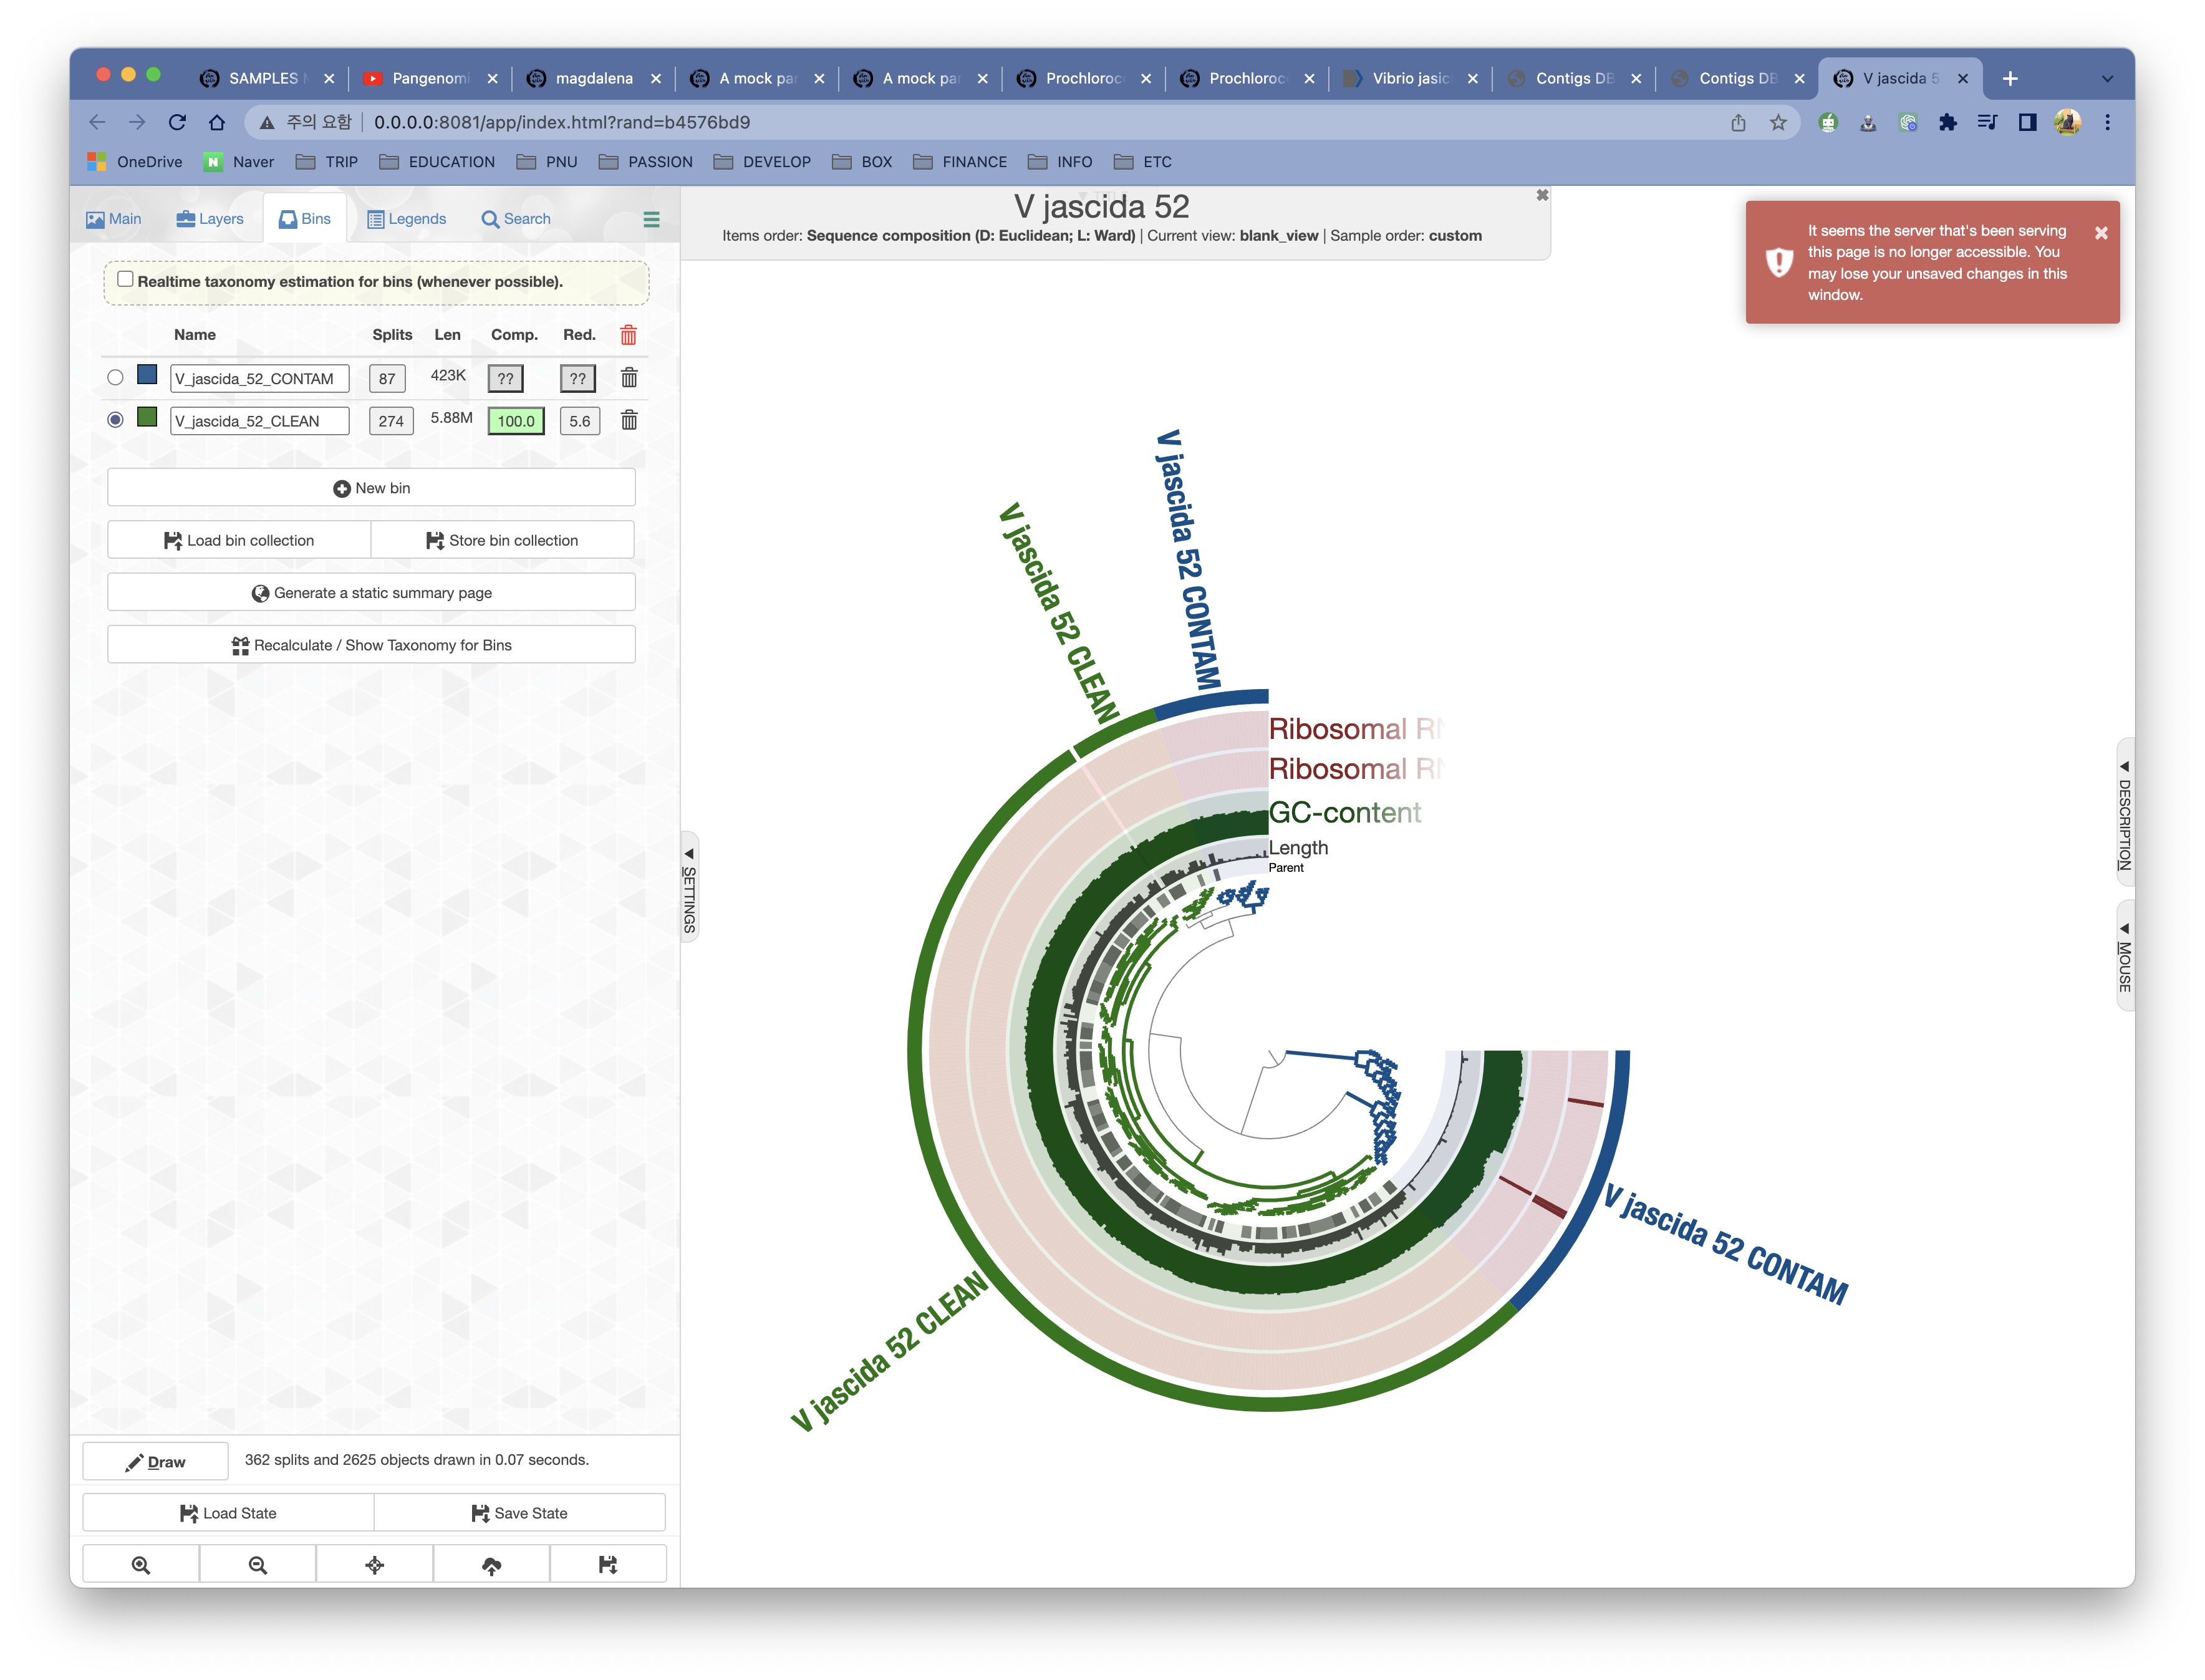 SAMPLES
Pangenomi
magdalena
A mock pa
A mock pa
Prochloroc
Prochloroc
Vibrio jasic
Contigs DB
Contigs DB
V jascida 5
주의 요함
0.0.0.0:8081/app/index.html?rand=b4576bd9
OneDrive
Naver
TRIP
EDUCATION
PNU
PASSION
DEVELOP
BOX
FINANCE
INFO
ETC
Main
Layers
Bins
Legends
Search
Realtime taxonomy estimation for bins (whenever possible).
Name Splits Len Comp. Red.
V_jascida_52_CONTAM 87 423K ?? ??
V_jascida_52_CLEAN 274 5.88M 100.0 5.6
New bin
Load bin collection
Store bin collection
Generate a static summary page
Recalculate / Show Taxonomy for Bins
Draw
362 splits and 2625 objects drawn in 0.07 seconds.
Load State
Save State
SETTINGS
V jascida 52
Items order: Sequence composition (D: Euclidean; L: Ward) | Current view: blank_view | Sample order: custom
It seems the server that's been serving
this page is no longer accessible. You
may lose your unsaved changes in this
window.
V jascida 52 CONTAM
V jascida 52 CLEAN
Ribosomal RN
Ribosomal RN
GC-content
Length
Parent
V jascida 52 CONTAM
V jascida 52 CLEAN
DESCRIPTION
MOUSE